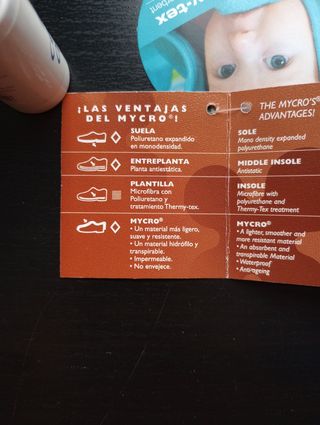 ¡LAS VENTAJAS
DEL MYCRO®!
SUELA
Poliuretano expandido
en monodensidad.
ENTREPLANTA
Planta antiestática.
PLANTILLA
Microfibra con
Poliuretano y
tratamiento Thermy-tex.
MYCRO®
• Un material más ligero,
suave y resistente.
• Un material hidrófilo y
transpirable.
• Impermeable.
• No envejece.
THE MYCRO'S®
ADVANTAGES!
SOLE
Mono density expanded
polyurethane
MIDDLE INSOLE
Antistatic
INSOLE
Microfibre with
polyurethane and
Thermy-Tex treatment
MYCRO®
• A lighter, smoother and
more resistant material
• An absorbent and
transpirable Material
• Waterproof
• Anti-ageing